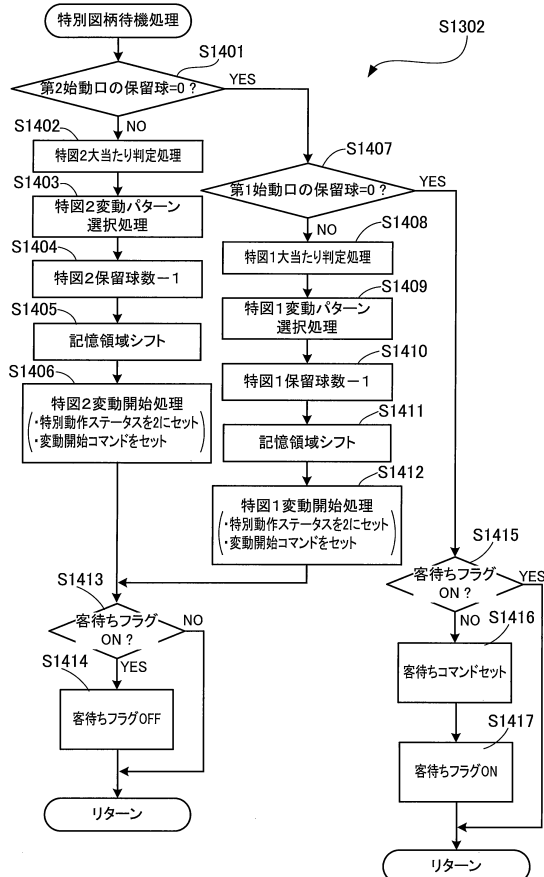 特別図柄待機処理
S1302
S1401
第2始動口の保留球=0？
YES
NO
S1402
特図2大当たり判定処理
S1403
特図２変動パターン
選択処理
S1404
特図２保留球数－１
S1405
記憶領域シフト
S1406
特図２変動開始処理
・特別動作ステータスを2にセット
・変動開始コマンドをセット
S1407
第1始動口の保留球=0？
YES
NO
S1408
特図1大当たり判定処理
S1409
特図１変動パターン
選択処理
S1410
特図１保留球数－１
S1411
記憶領域シフト
S1412
特図１変動開始処理
・特別動作ステータスを2にセット
・変動開始コマンドをセット
S1413
客待ちフラグ
ON？
NO
YES
S1414
客待ちフラグOFF
リターン
S1415
客待ちフラグ
ON？
YES
NO
S1416
客待ちコマンドセット
S1417
客待ちフラグON
リターン